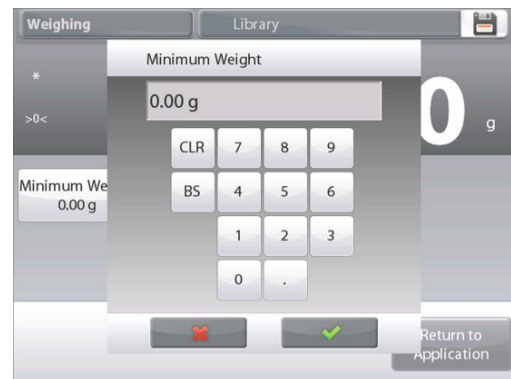 Weighing
Library
Minimum Weight
0.00 g
*
>0<
0 g
CLR 7 8 9
Minimum We
0.00 g
BS 4 5 6
1 2 3
0 .
Return to
Application